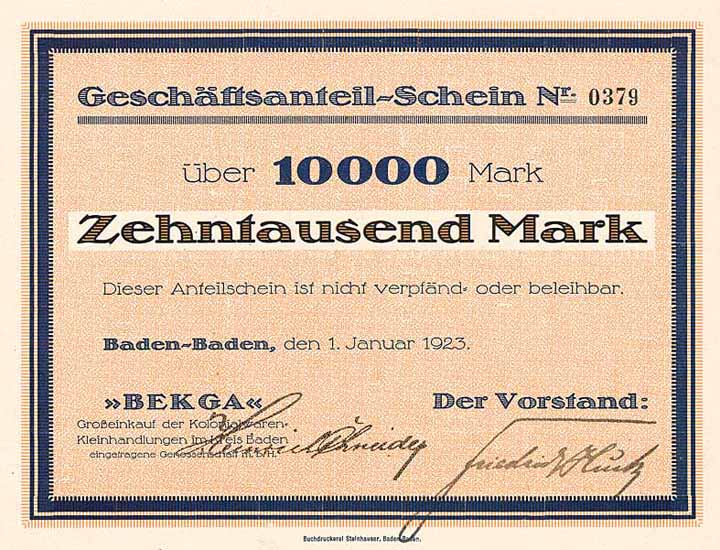 Geschäftsanteil-Schein Nr. 0379
über 10000 Mark
Zehntausend Mark
Dieser Anteilschein ist nicht verpfänd- oder beleihbar.
Baden-Baden, den 1. Januar 1923.
»BEKGA«
Großeinkauf der Kolonialwaren-
Kleinhandlungen im Kreis Baden
eingetragene Genossenschaft m. b. H.
Der Vorstand:
Heinrich Schneider
Buchdruckerei Steinhauser, Baden-Baden.